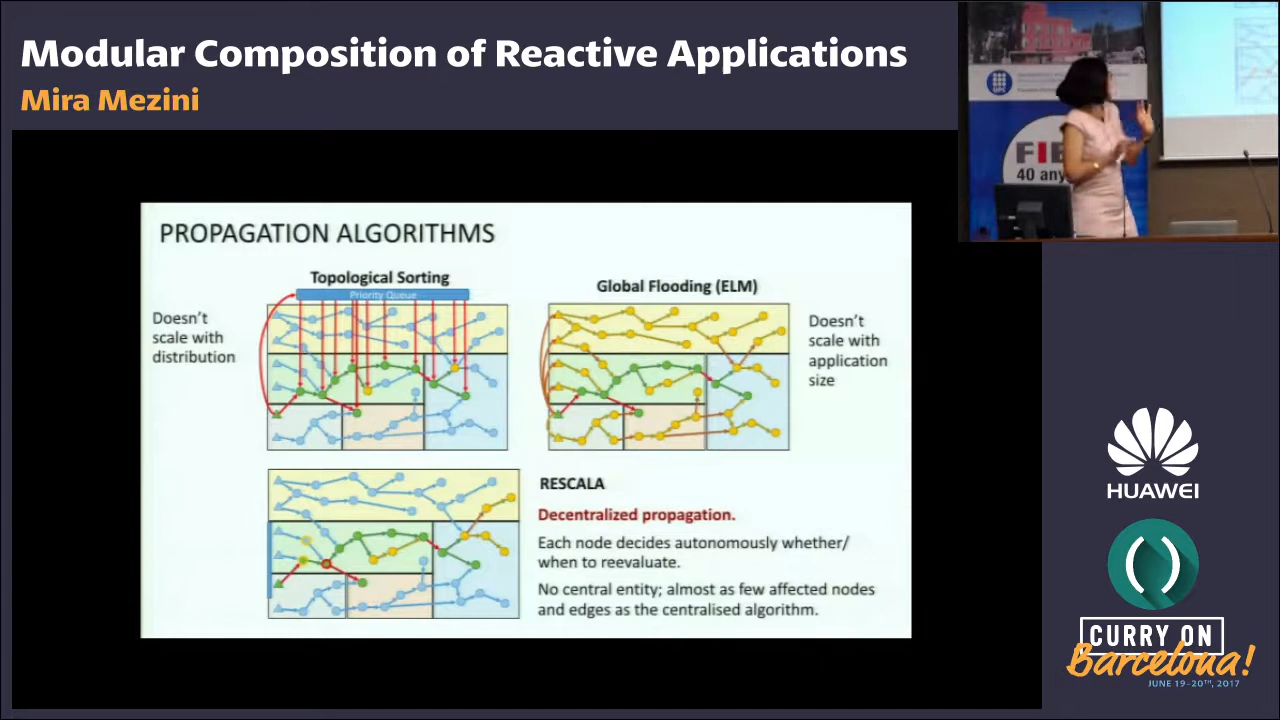 Modular Composition of Reactive Applications
Mira Mezini
UPC
FIB
40 any
PROPAGATION ALGORITHMS
Topological Sorting
Priority Queue
Doesn't
scale with
distribution
Global Flooding (ELM)
Doesn't
scale with
application
size
RESCALA
Decentralized propagation.
Each node decides autonomously whether/
when to reevaluate.
No central entity; almost as few affected nodes
and edges as the centralised algorithm.
HUAWEI
()
CURRY ON
Barcelona!
JUNE 19-20TH, 2017